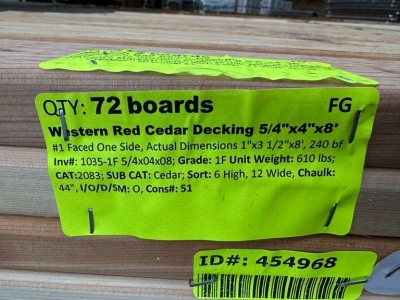 QTY: 72 boards FG
Western Red Cedar Decking 5/4"x4"x8'
#1 Faced One Side, Actual Dimensions 1"x3 1/2"x8', 240 bf
Inv#: 1035-1F 5/4x04x08; Grade: 1F Unit Weight: 610 lbs;
CAT:2083; SUB CAT: Cedar; Sort: 6 High, 12 Wide, Chaulk:
44", I/O/D/SM: O, Cons#: 51
ID#: 454968